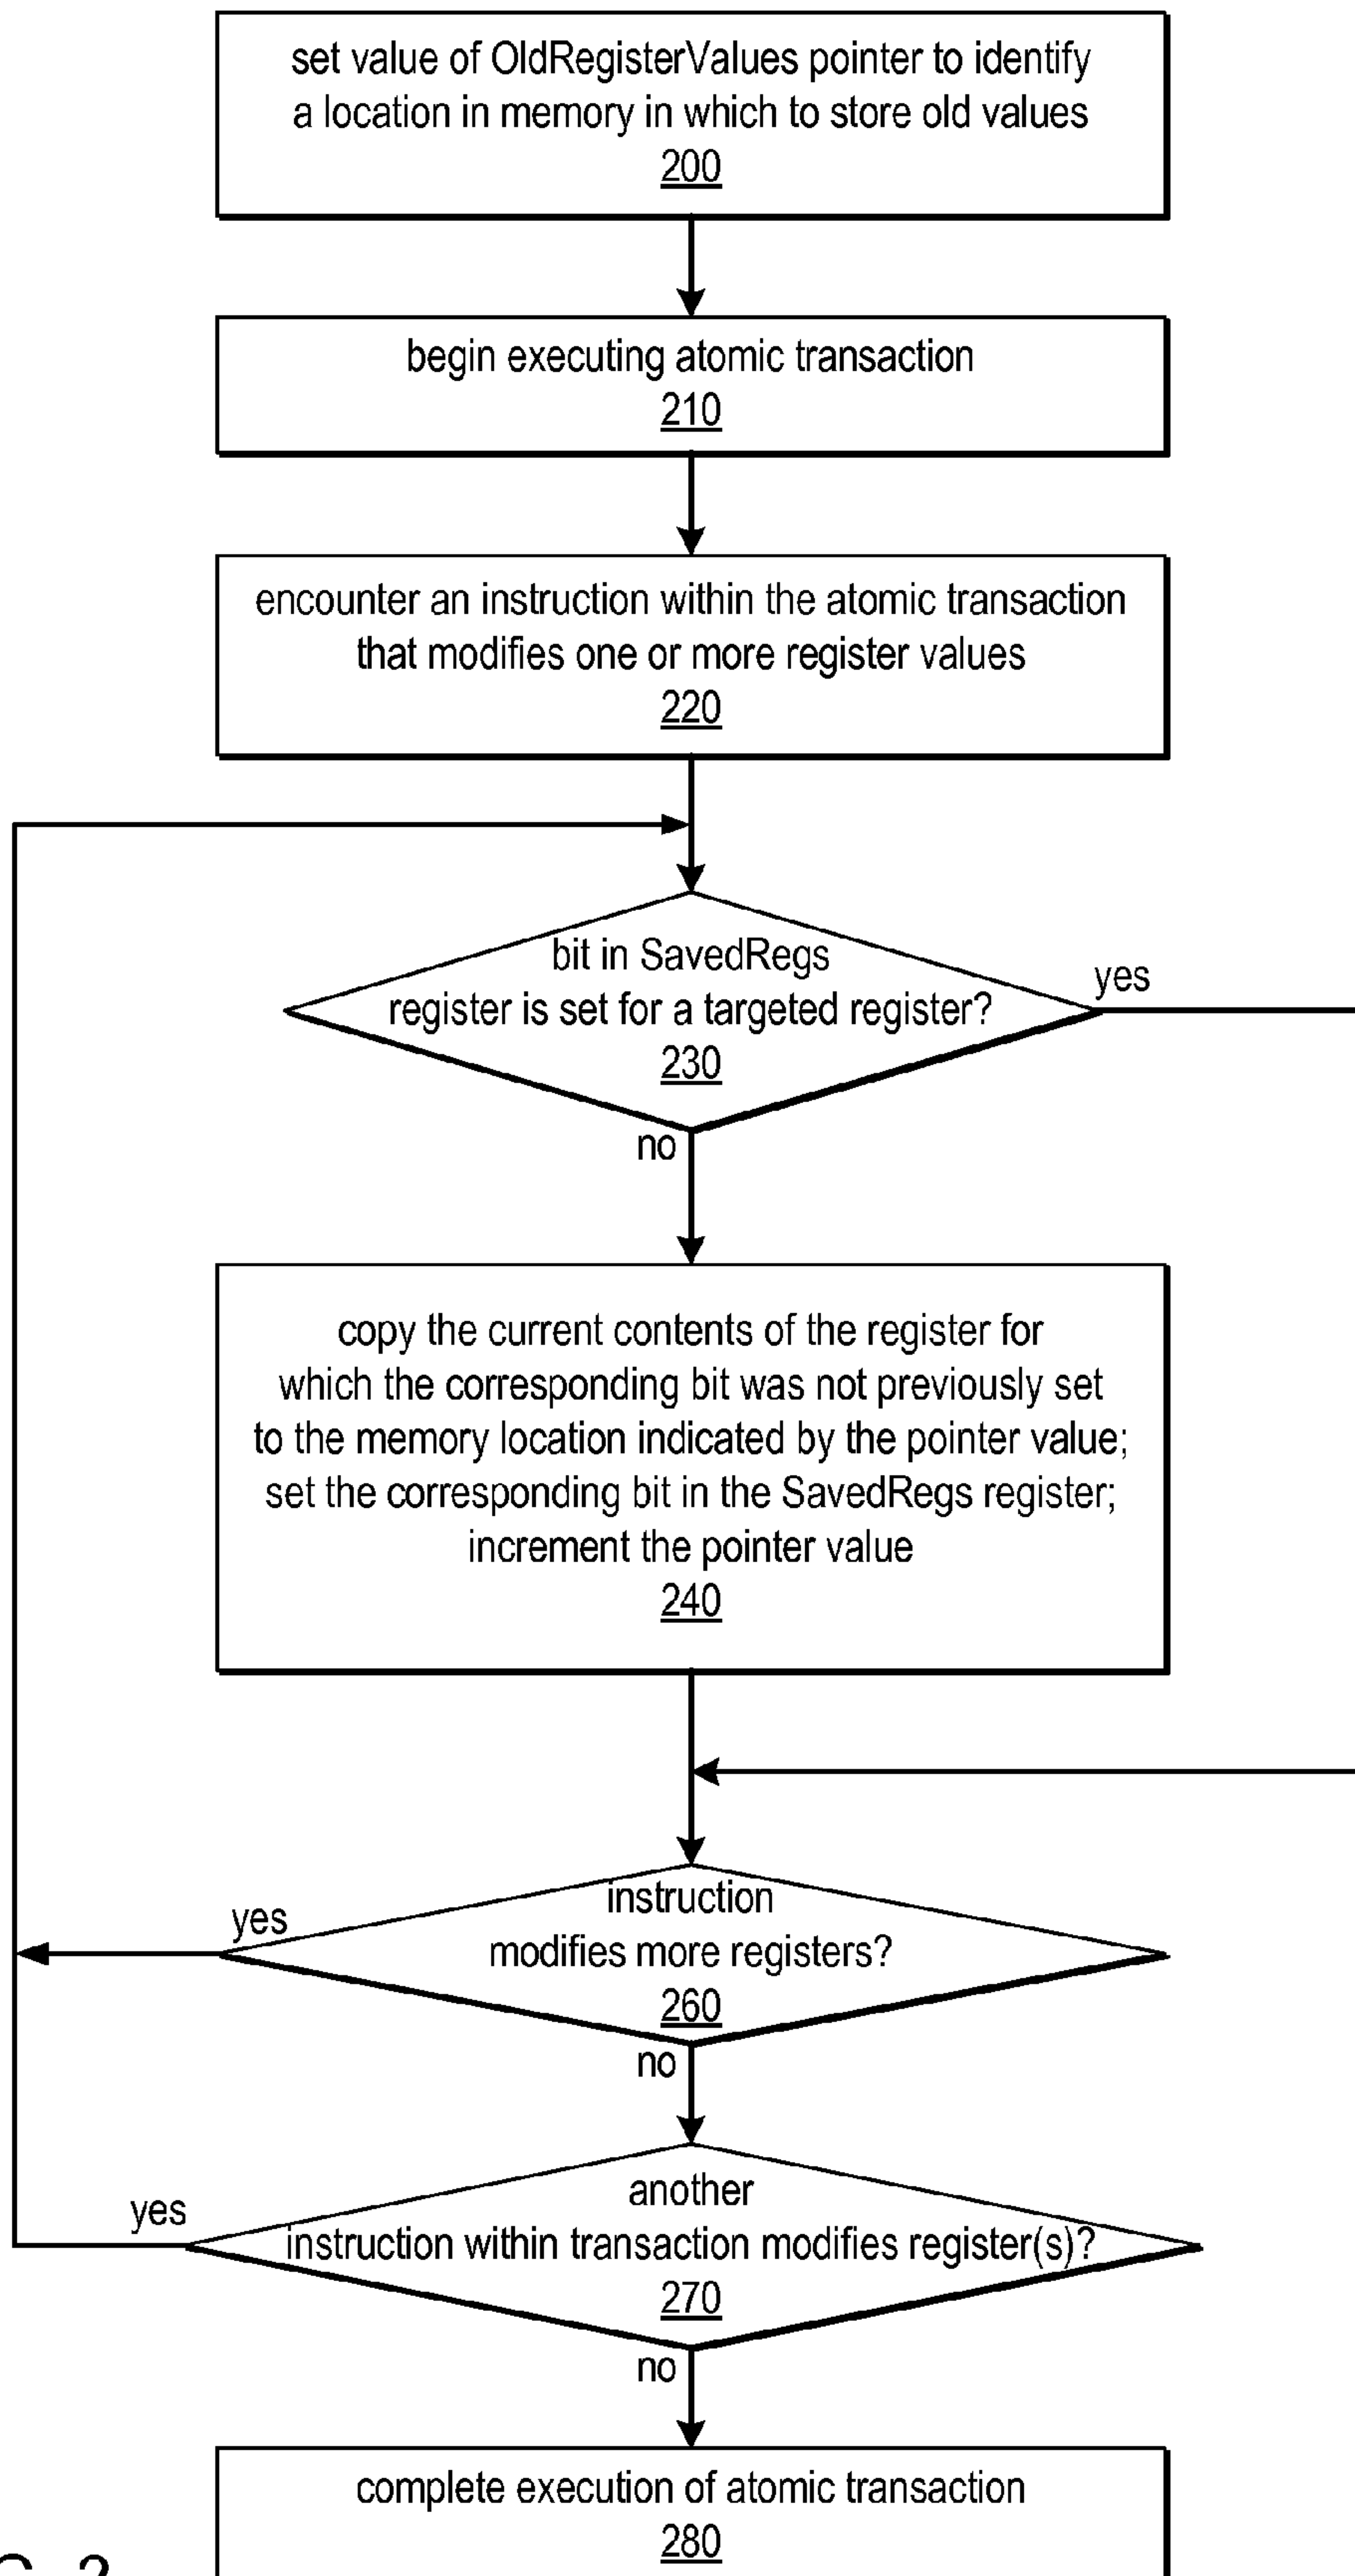 set value of OldRegisterValues pointer to identify
a location in memory in which to store old values
200
begin executing atomic transaction
210
encounter an instruction within the atomic transaction
that modifies one or more register values
220
bit in SavedRegs
register is set for a targeted register?
230
yes
no
copy the current contents of the register for
which the corresponding bit was not previously set
to the memory location indicated by the pointer value;
set the corresponding bit in the SavedRegs register;
increment the pointer value
240
instruction
modifies more registers?
260
yes
no
another
instruction within transaction modifies register(s)?
270
yes
no
complete execution of atomic transaction
280